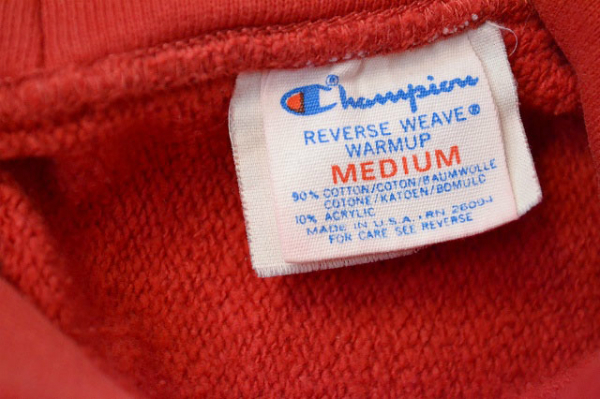 Champion
REVERSE WEAVE®
WARMUP
MEDIUM
90% COTTON/COTON/BAUMWOLLE
COTONE/KATOEN/BOMULD
10% ACRYLIC
MADE IN U.S.A., RN 26094
FOR CARE SEE REVERSE